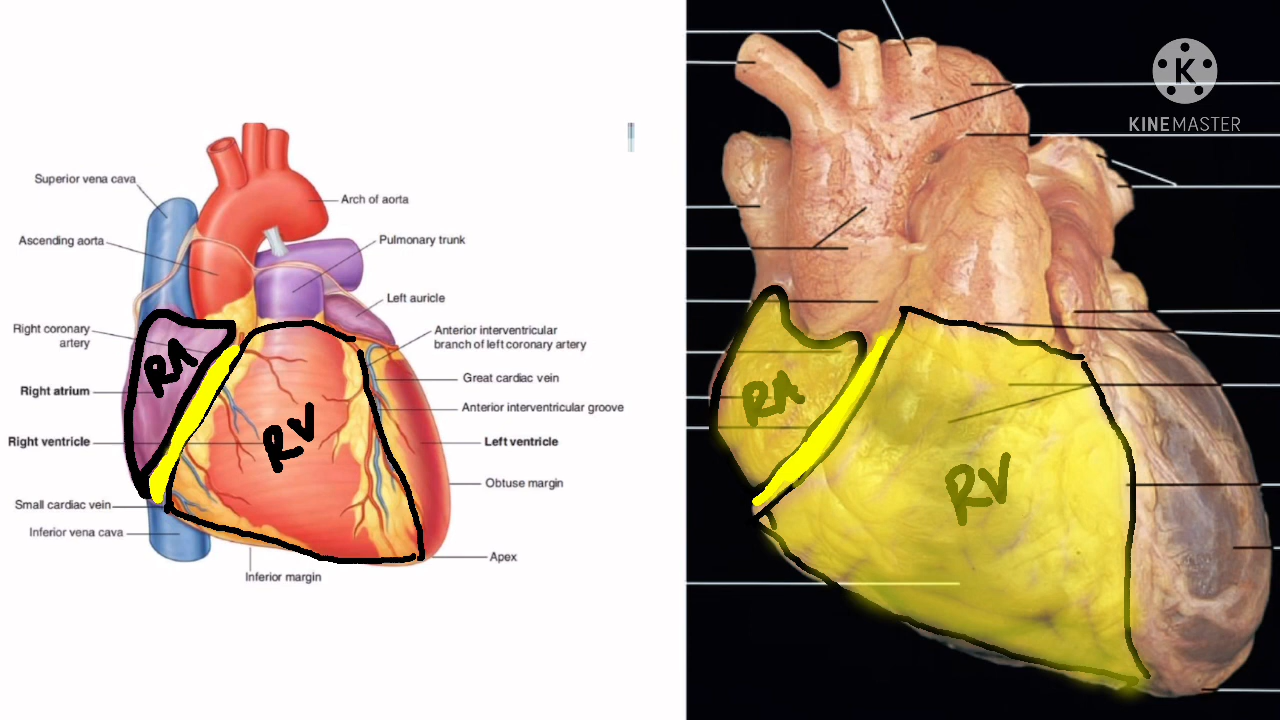 Superior vena cava
Arch of aorta
Ascending aorta
Pulmonary trunk
Left auricle
Right coronary
artery
Anterior interventricular
branch of left coronary artery
Right atrium
Great cardiac vein
Anterior interventricular groove
Right ventricle
Left ventricle
Obtuse margin
Small cardiac vein
Inferior vena cava
Apex
Inferior margin
RA
RV
K
KINEMASTER
RA
RV